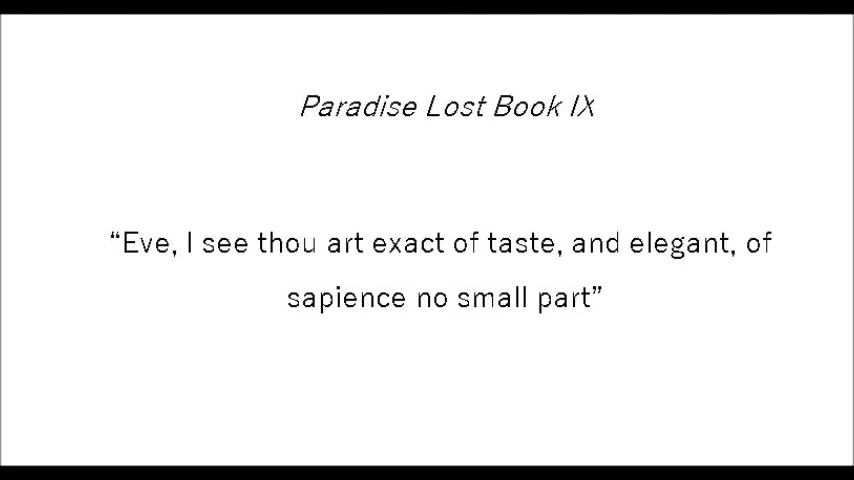 Paradise Lost Book IX
“Eve, I see thou art exact of taste, and elegant, of
sapience no small part”